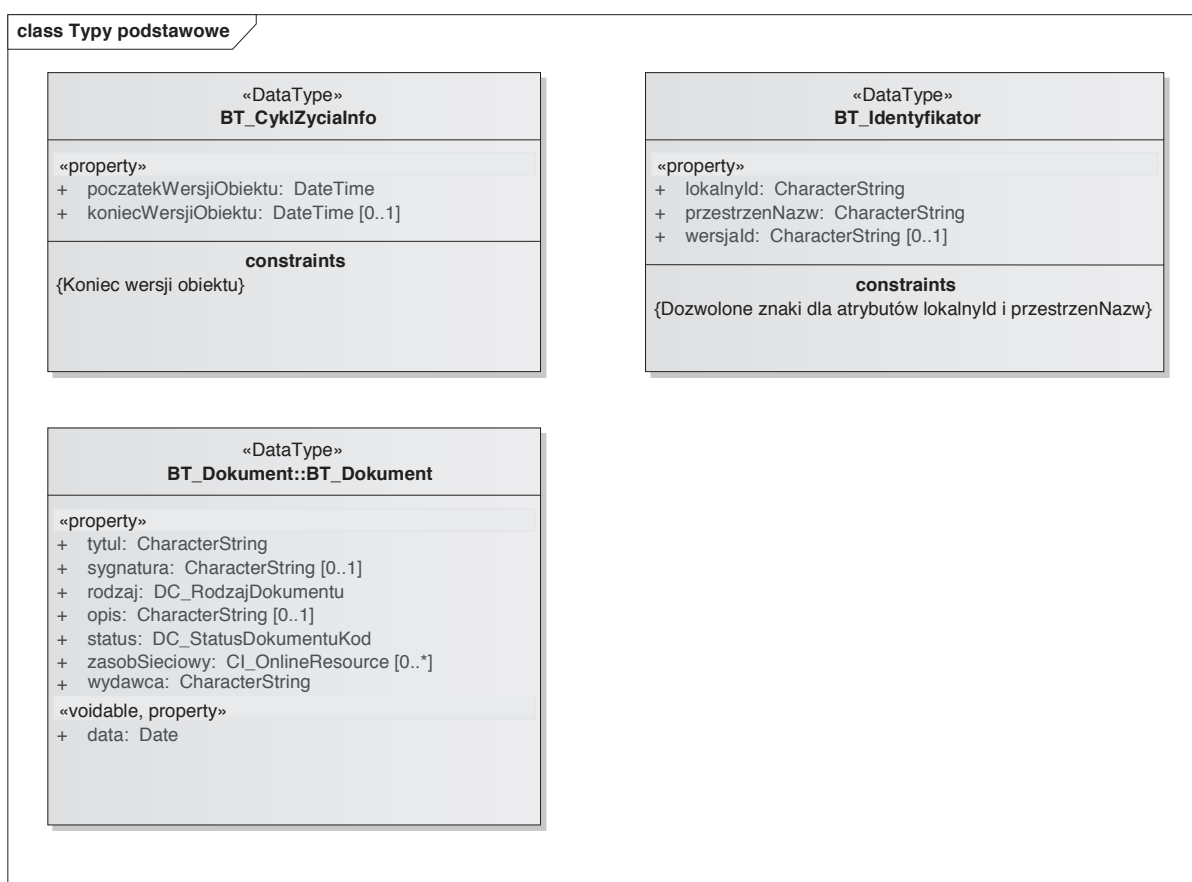 class Typy podstawowe
«DataType»
BT_CyklZyciaInfo
«property»
+ poczatekWersjiObiektu: DateTime
+ koniecWersjiObiektu: DateTime [0..1]
constraints
{Koniec wersji obiektu}
«DataType»
BT_Identyfikator
«property»
+ lokalnyId: CharacterString
+ przestrzenNazw: CharacterString
+ wersjaId: CharacterString [0..1]
constraints
{Dozwolone znaki dla atrybutów lokalnyId i przestrzenNazw}
«DataType»
BT_Dokument::BT_Dokument
«property»
+ tytul: CharacterString
+ sygnatura: CharacterString [0..1]
+ rodzaj: DC_RodzajDokumentu
+ opis: CharacterString [0..1]
+ status: DC_StatusDokumentuKod
+ zasobSieciowy: CI_OnlineResource [0..*]
+ wydawca: CharacterString
«voidable, property»
+ data: Date